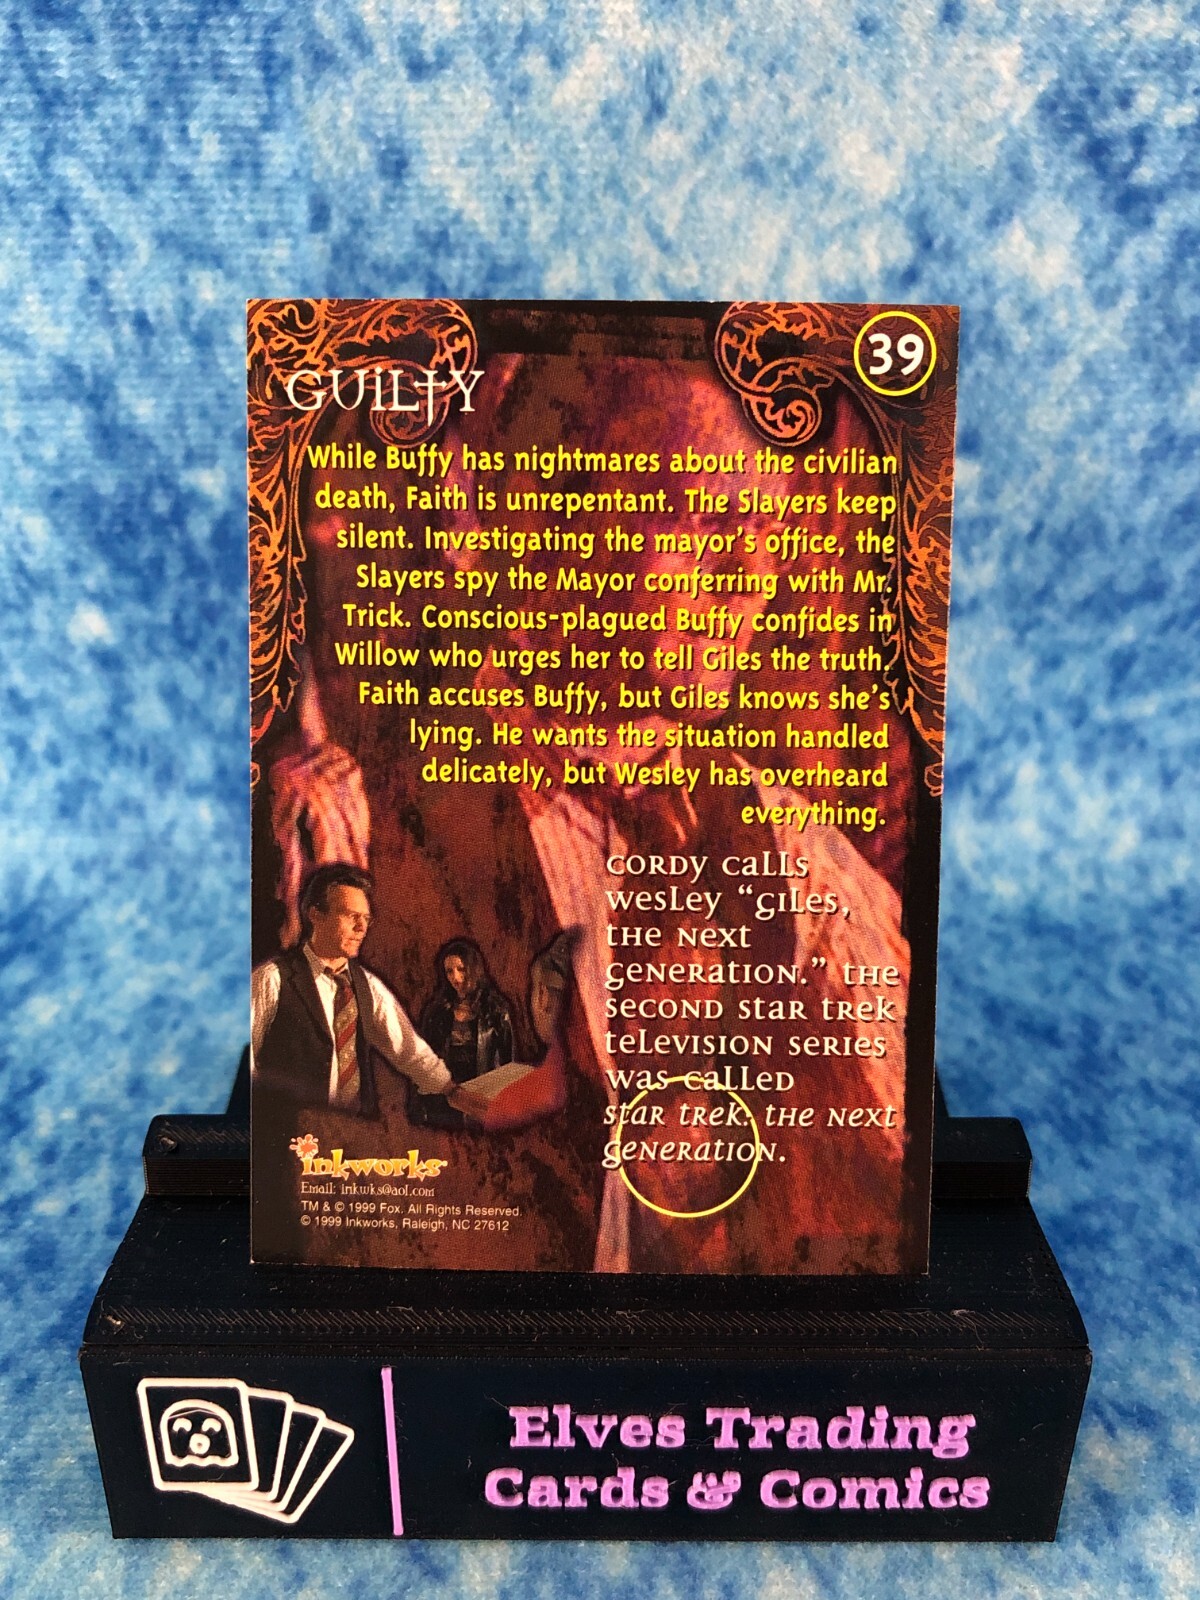 GUiLTY
39
While Buffy has nightmares about the civilian
death, Faith is unrepentant. The Slayers keep
silent. Investigating the mayor's office, the
Slayers spy the Mayor conferring with Mr.
Trick. Conscious-plagued Buffy confides in
Willow who urges her to tell Giles the truth.
Faith accuses Buffy, but Giles knows she's
lying. He wants the situation handled
delicately, but Wesley has overheard
everything.
CORDY CALLS
WESLEY "GILES,
THE NEXT
GENERATION." THE
SECOND STAR TREK
TELEVISION SERIES
WAS CALLED
STAR TREK: THE NEXT
GENERATION.
inkworks
Email: inkwks@aol.com
TM & © 1999 Fox. All Rights Reserved.
© 1999 Inkworks, Raleigh, NC 27612
Elves Trading
Cards & Comics